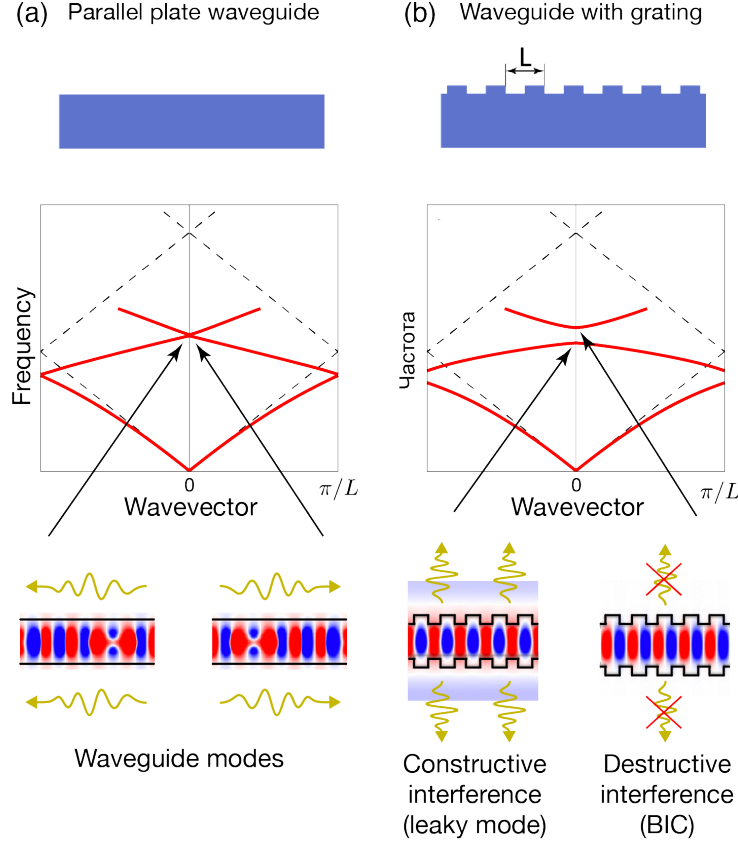 (a) Parallel plate waveguide
(b) Waveguide with grating
L
Frequency
0
π/L
Wavevector
Частота
0
π/L
Wavevector
Waveguide modes
Constructive
interference
(leaky mode)
Destructive
interference
(BIC)